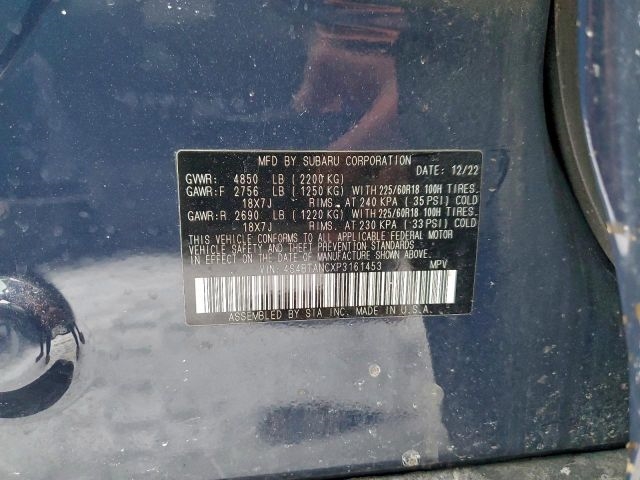 MFD BY SUBARU CORPORATION DATE: 12/22
GVWR: 4850 LB (2200 KG)
GAWR:F 2756 LB (1250 KG) WITH 225/60R18 100H TIRES.
18X7J RIMS. AT 240 KPA (35 PSI) COLD
GAWR:R 2690 LB (1220 KG) WITH 225/60R18 100H TIRES.
18X7J RIMS. AT 230 KPA (33 PSI) COLD
THIS VEHICLE CONFORMS TO ALL APPLICABLE FEDERAL MOTOR
VEHICLE SAFETY AND THEFT PREVENTION STANDARDS
IN EFFECT ON THE DATE OF MANUFACTURE SHOWN ABOVE.
VIN: 4S4BTANCXP3161453 MPV
ASSEMBLED BY SIA INC. MADE IN U.S.A.